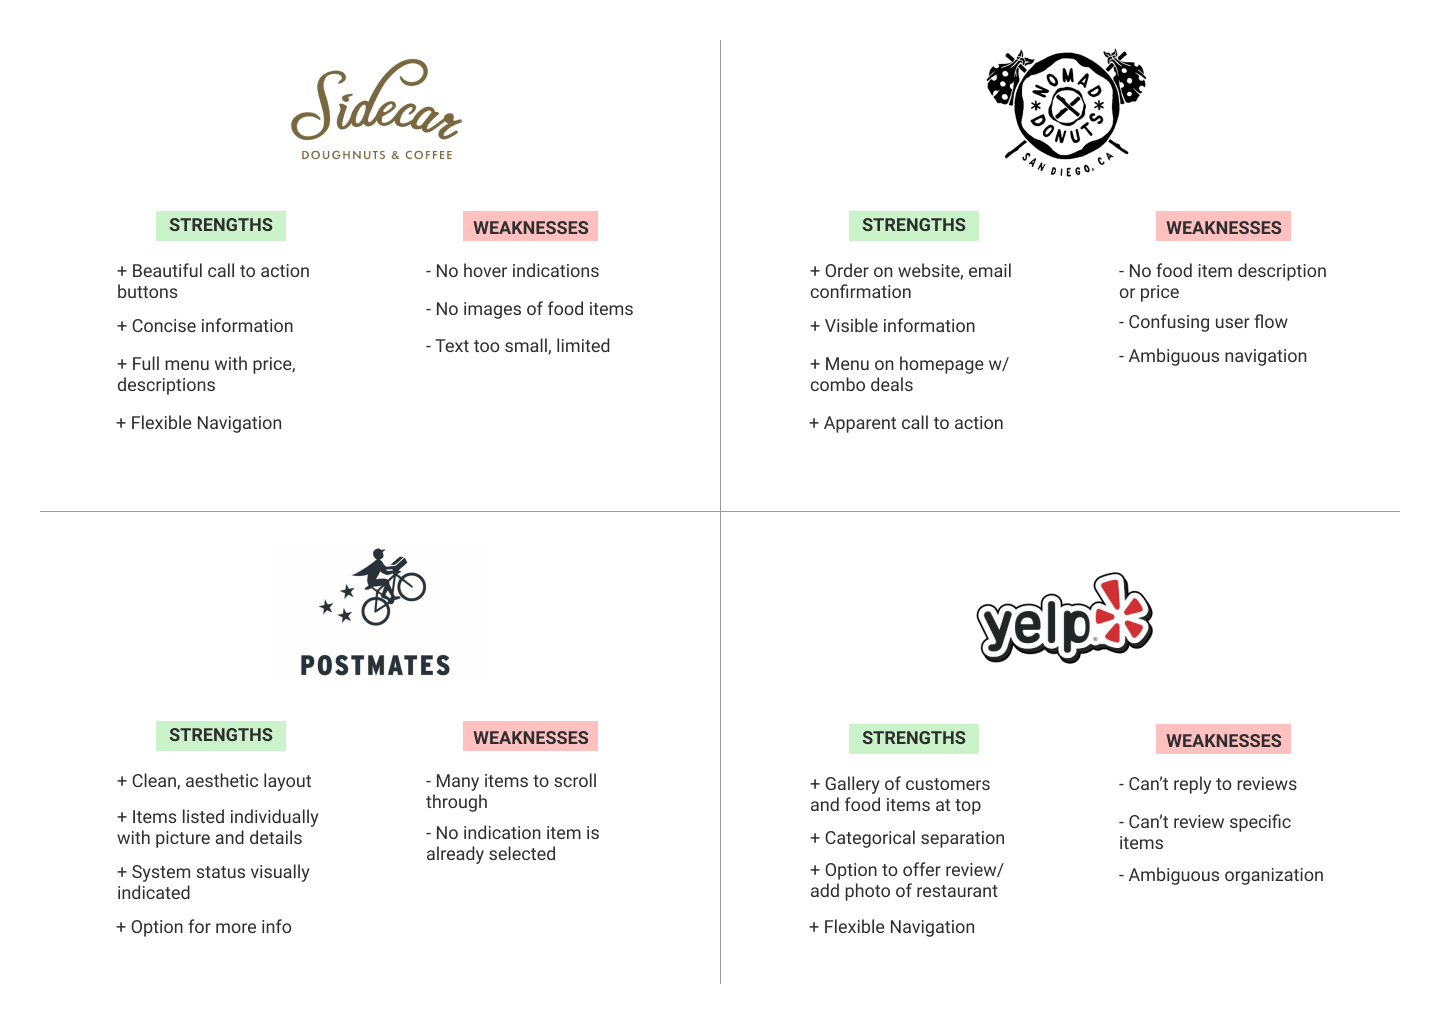 Sidecar
DOUGHNUTS & COFFEE
STRENGTHS
+ Beautiful call to action
buttons
+ Concise information
+ Full menu with price,
descriptions
+ Flexible Navigation
WEAKNESSES
- No hover indications
- No images of food items
- Text too small, limited
NOMAD
DONUTS
SAN DIEGO, CA
STRENGTHS
+ Order on website, email
confirmation
+ Visible information
+ Menu on homepage w/
combo deals
+ Apparent call to action
WEAKNESSES
- No food item description
or price
- Confusing user flow
- Ambiguous navigation
POSTMATES
STRENGTHS
+ Clean, aesthetic layout
+ Items listed individually
with picture and details
+ System status visually
indicated
+ Option for more info
WEAKNESSES
- Many items to scroll
through
- No indication item is
already selected
yelp
STRENGTHS
+ Gallery of customers
and food items at top
+ Categorical separation
+ Option to offer review/
add photo of restaurant
+ Flexible Navigation
WEAKNESSES
- Can’t reply to reviews
- Can’t review specific
items
- Ambiguous organization